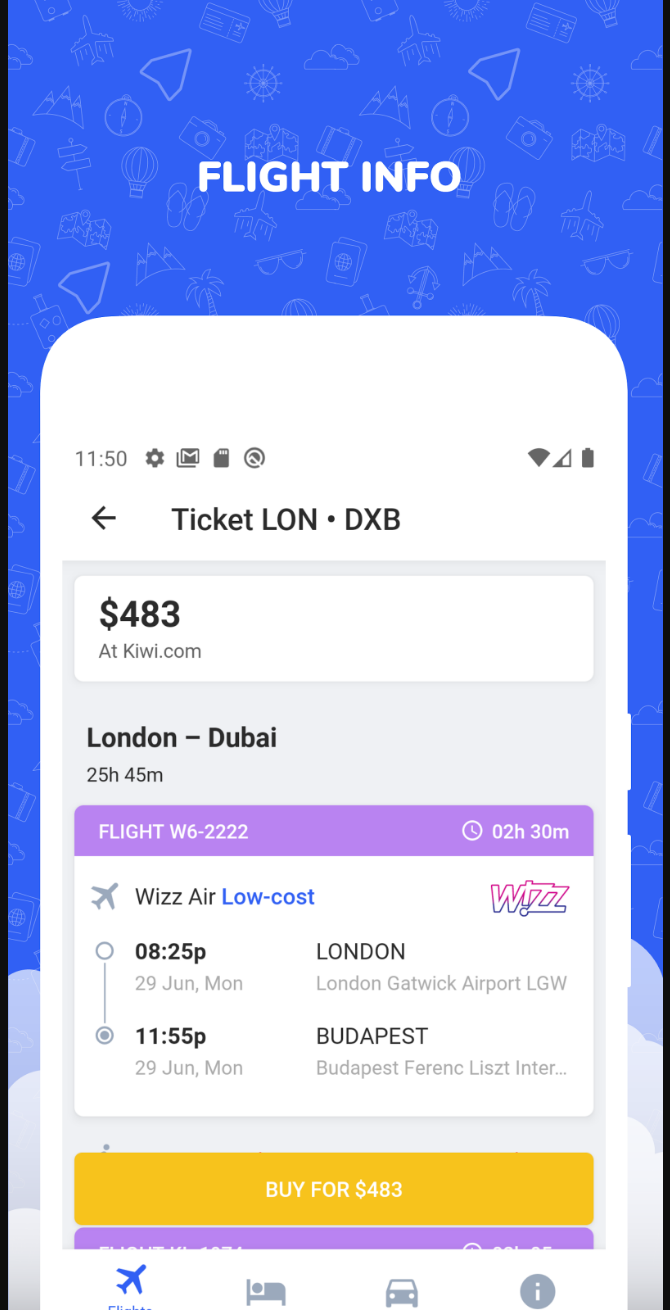 FLIGHT INFO
11:50
Ticket LON • DXB
$483
At Kiwi.com
London – Dubai
25h 45m
FLIGHT W6-2222 02h 30m
Wizz Air Low-cost Wizz
08:25p LONDON
29 Jun, Mon London Gatwick Airport LGW
11:55p BUDAPEST
29 Jun, Mon Budapest Ferenc Liszt Inter...
BUY FOR $483
FLIGHT
Flights